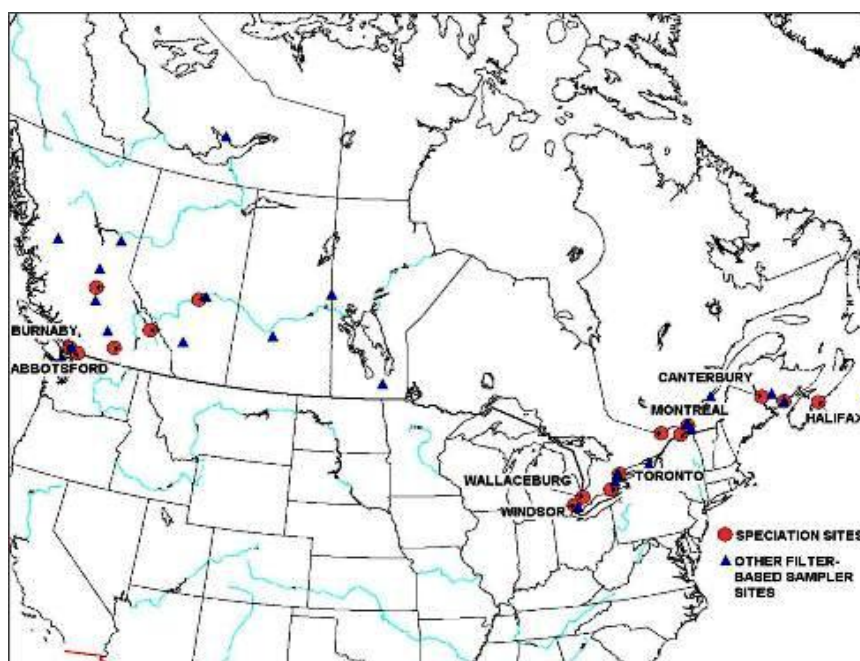 BURNABY
ABBOTSFORD
CANTERBURY
MONTREAL
HALIFAX
WALLACEBURG
TORONTO
WINDSOR
SPECIATION SITES
OTHER FILTER-
BASED SAMPLER
SITES